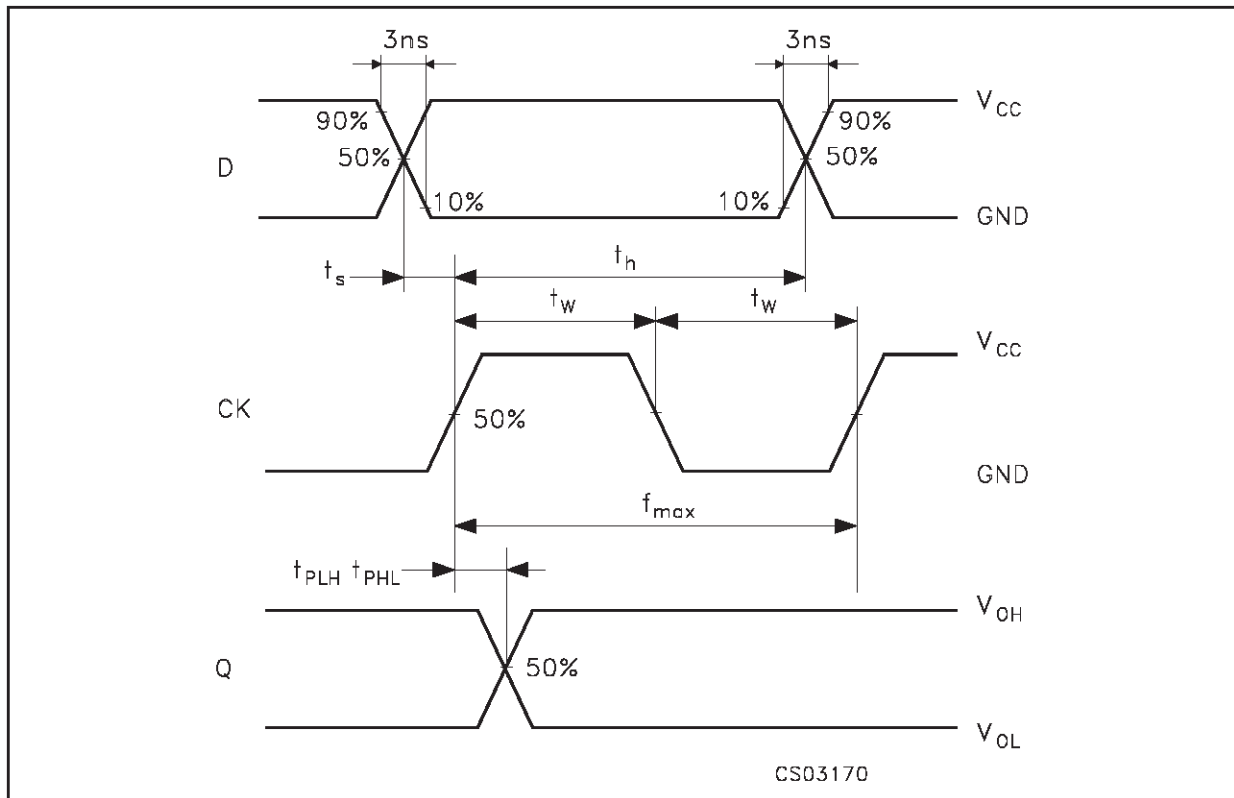 3ns 3ns
V_CC
90% 90%
D 50% 50%
10% 10%
GND
t_s t_h
t_W t_W
V_CC
CK 50%
GND
f_max
t_PLH t_PHL
V_OH
Q 50%
V_OL
CS03170